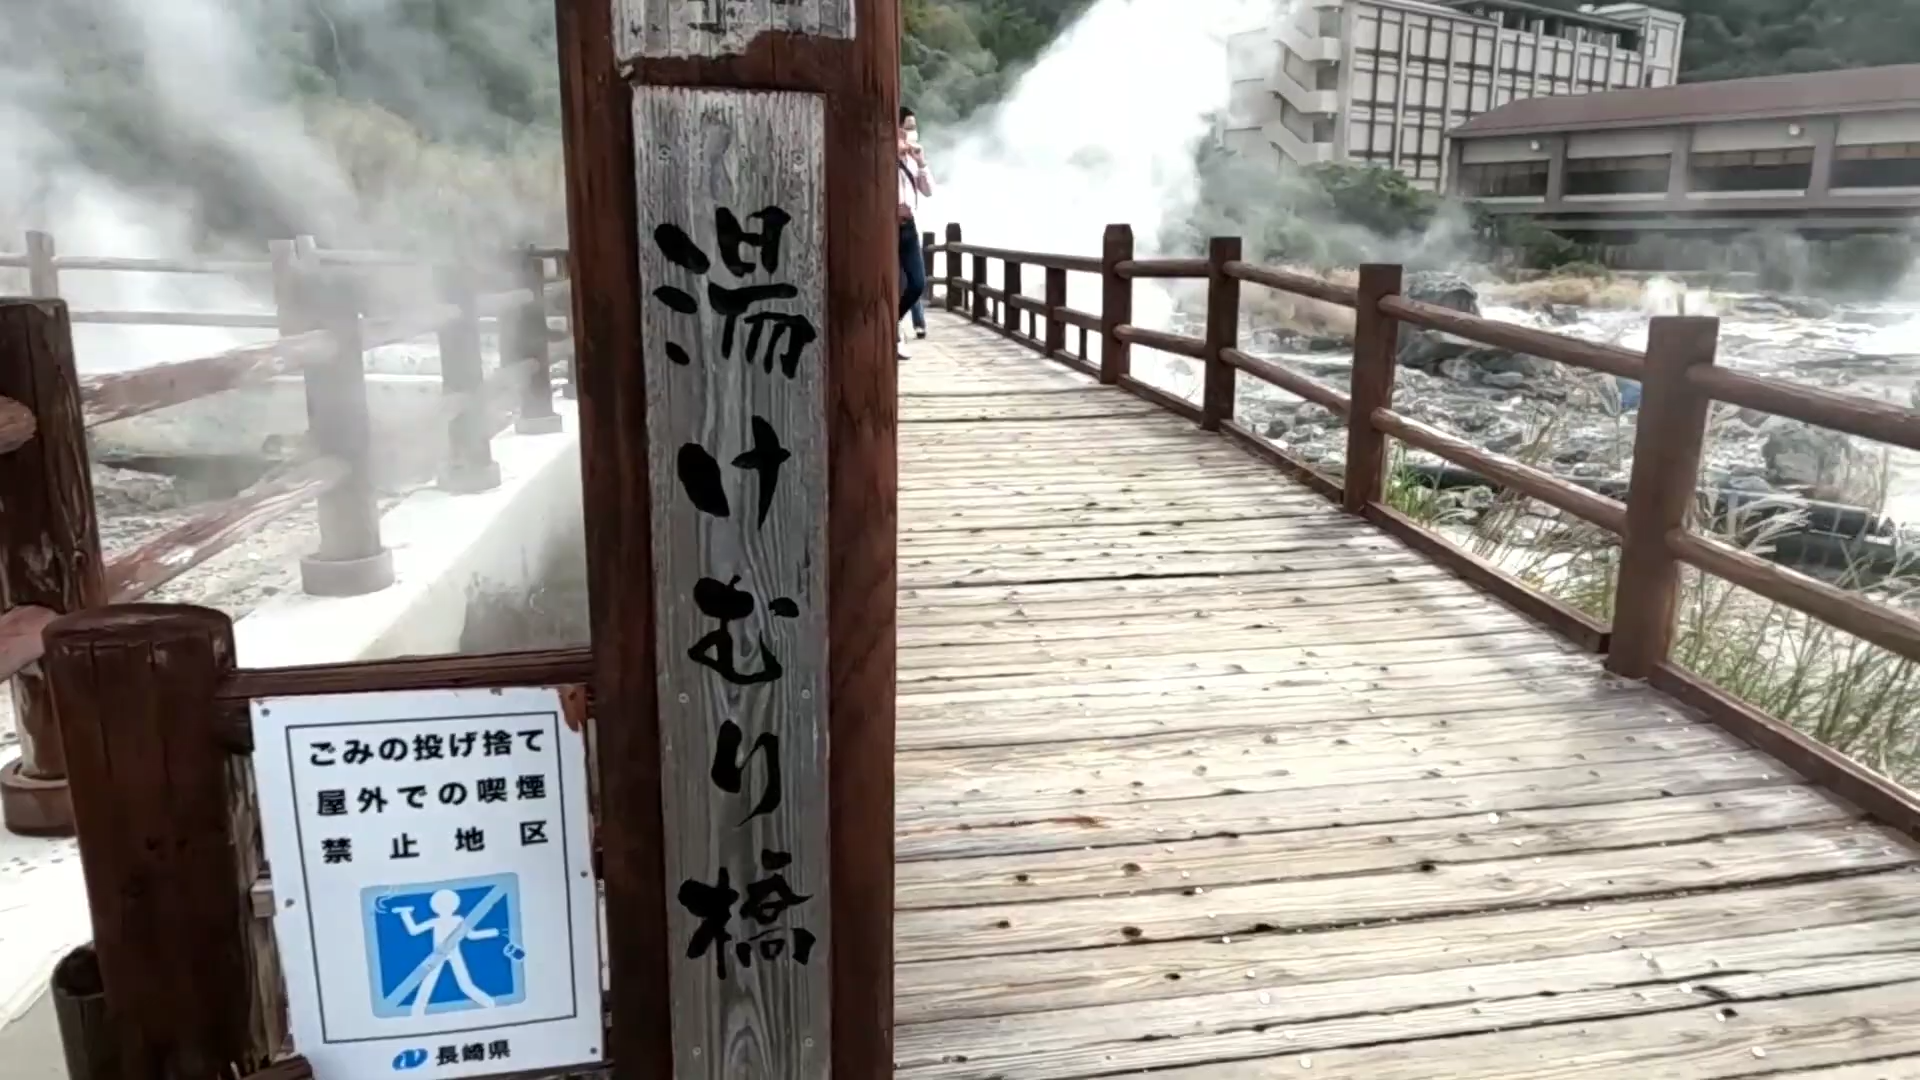 湯けむり橋
ごみの投げ捨て
屋外での喫煙
禁止地区
長崎県